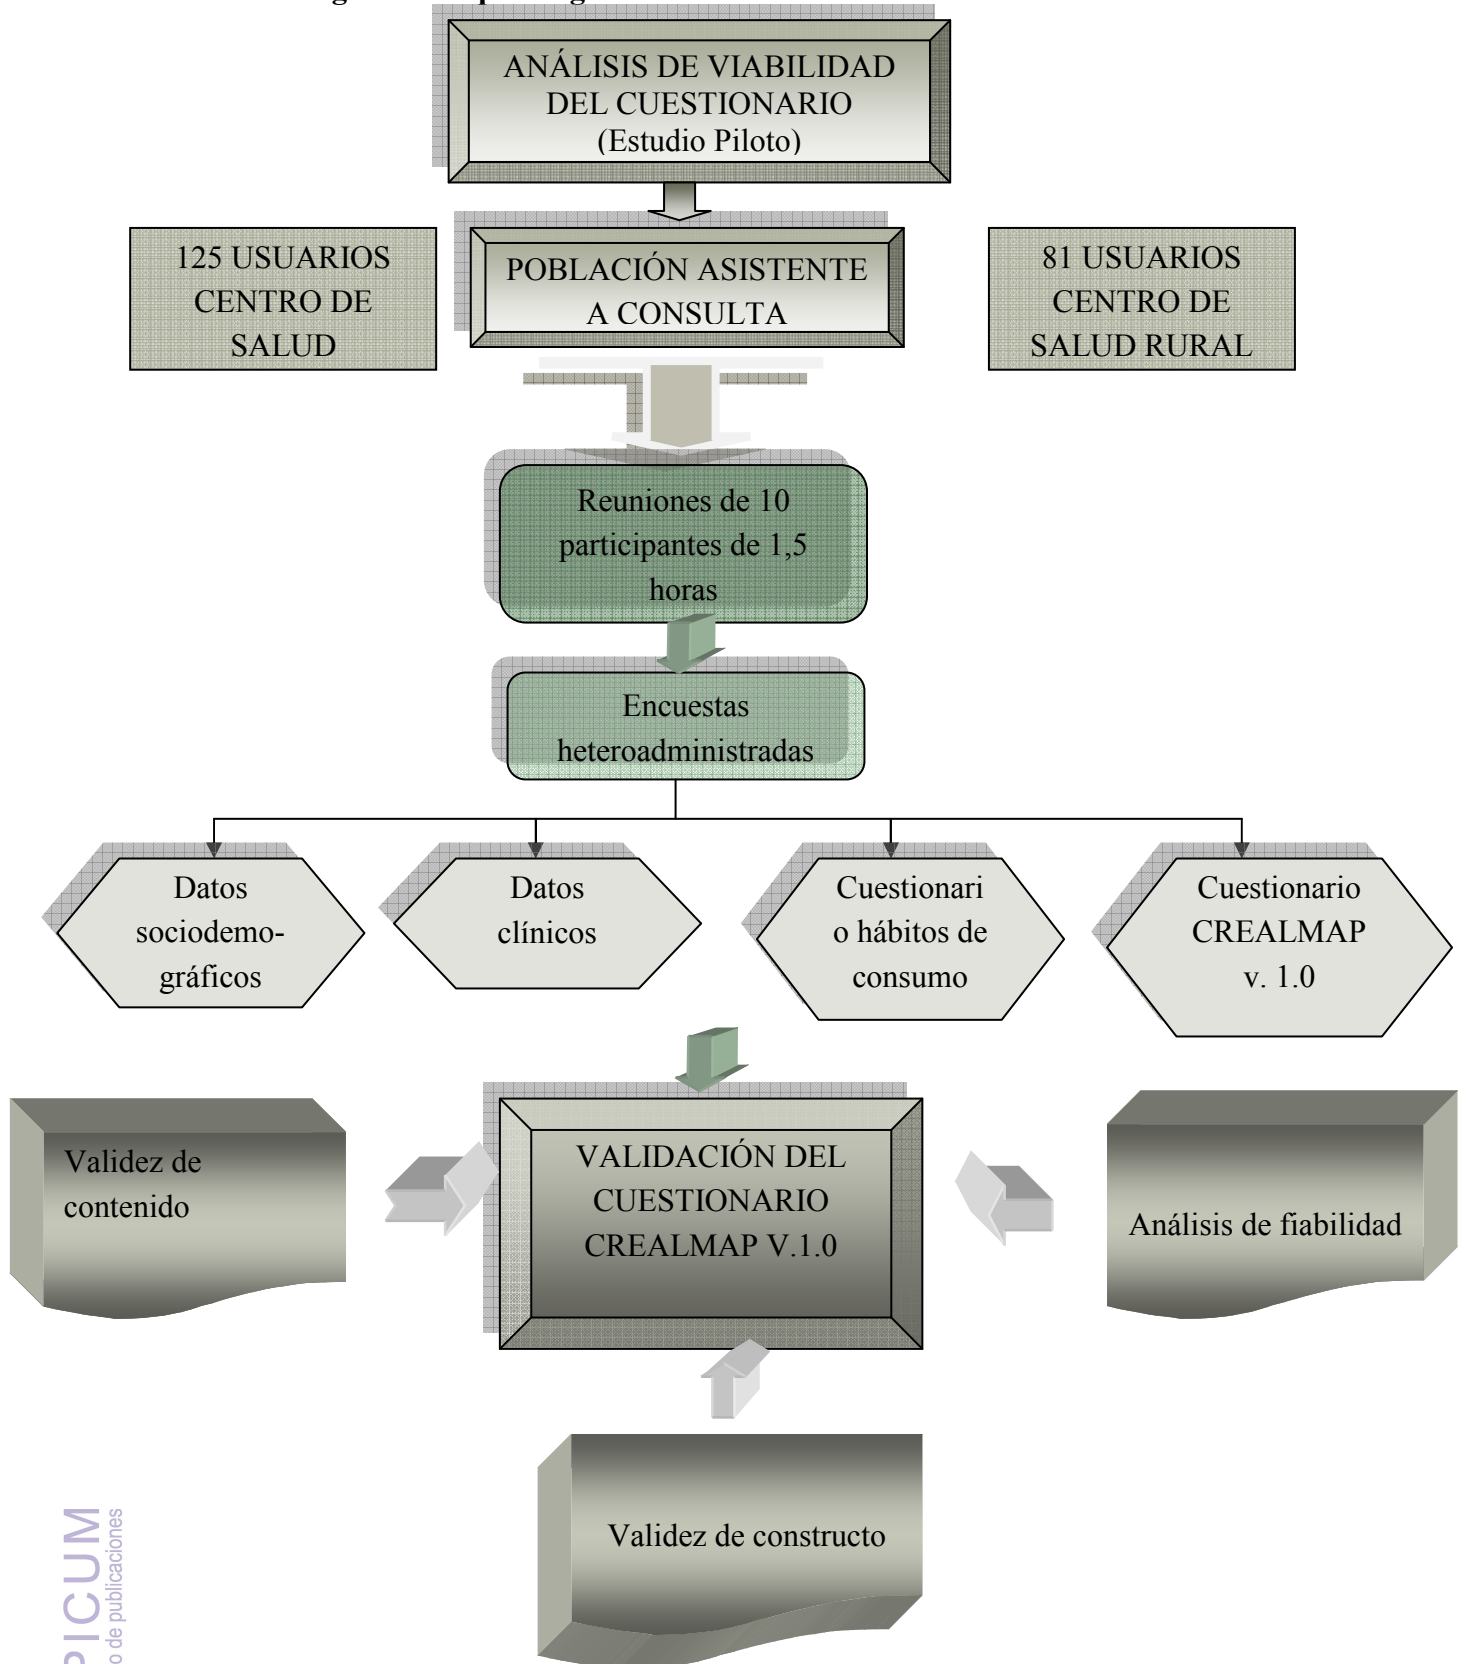 ANÁLISIS DE VIABILIDAD
DEL CUESTIONARIO
(Estudio Piloto)
125 USUARIOS
CENTRO DE
SALUD
POBLACIÓN ASISTENTE
A CONSULTA
81 USUARIOS
CENTRO DE
SALUD RURAL
Reuniones de 10
participantes de 1,5
horas
Encuestas
heteroadministradas
Datos
sociodemo-
gráficos
Datos
clínicos
Cuestionari
o hábitos de
consumo
Cuestionario
CREALMAP
v. 1.0
Validez de
contenido
VALIDACIÓN DEL
CUESTIONARIO
CREALMAP V.1.0
Análisis de fiabilidad
Validez de constructo
PICUM
o de publicaciones